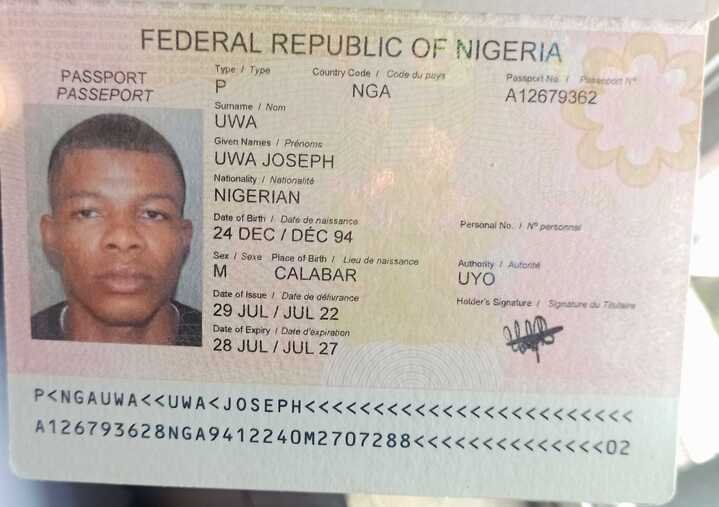 FEDERAL REPUBLIC OF NIGERIA
PASSPORT
PASSEPORT
Type / Type
P
Country Code / Code du pays
NGA
Passport No. / Passeport N°
A12679362
Surname / Nom
UWA
Given Names / Prénoms
UWA JOSEPH
Nationality / Nationalité
NIGERIAN
Date of Birth / Date de naissance
24 DEC / DÉC 94
Personal No. / N° personnel
Sex / Sexe
M
Place of Birth / Lieu de naissance
CALABAR
Authority / Autorité
UYO
Date of Issue / Date de délivrance
29 JUL / JUL 22
Holder's Signature / Signature du Titulaire
Date of Expiry / Date d'expiration
28 JUL / JUL 27
P<NGAUWA<<UWA<JOSEPH<<<<<<<<<<<<<<<<<<<<<<<<
A126793628NGA9412240M2707288<<<<<<<<<<<<<<02